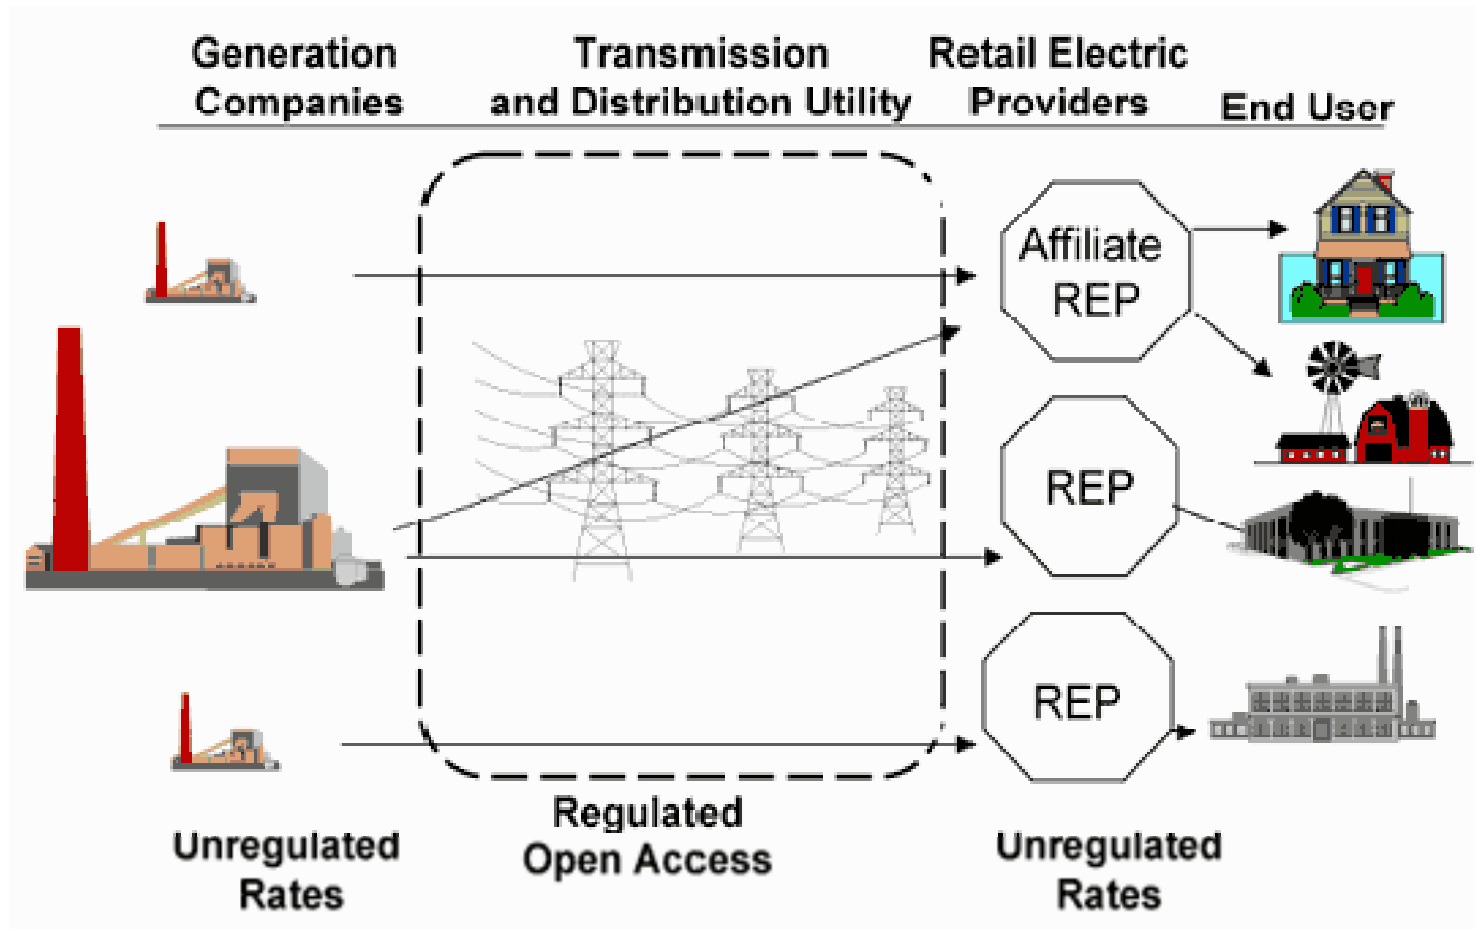 Generation
Companies
Transmission
and Distribution Utility
Retail Electric
Providers
End User
Affiliate
REP
REP
REP
Unregulated
Rates
Regulated
Open Access
Unregulated
Rates